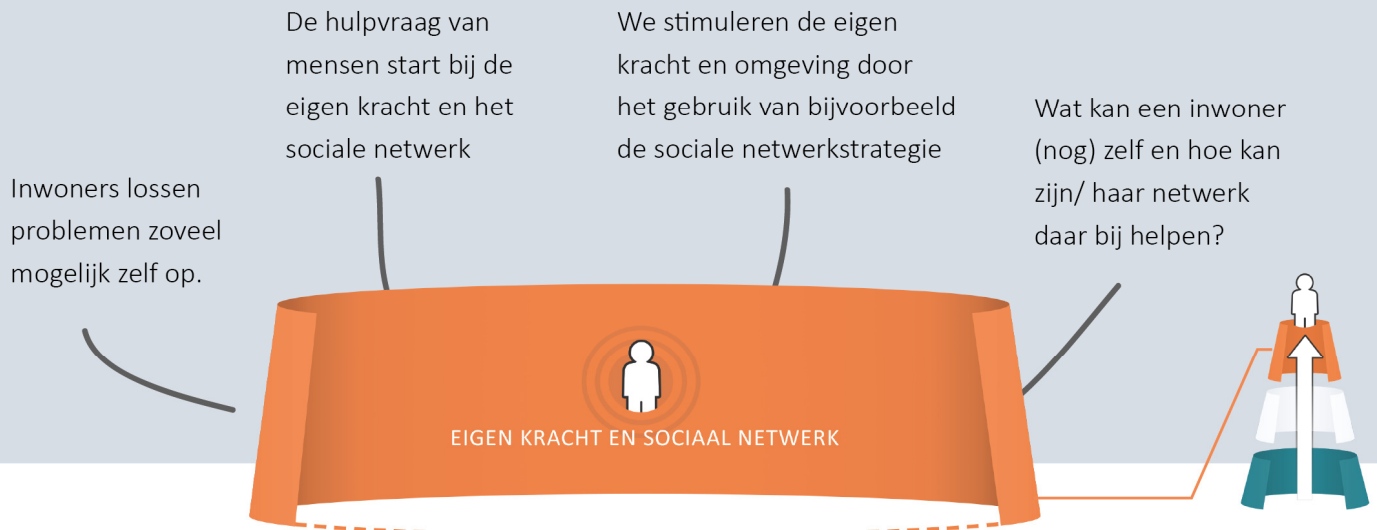 Inwoners lossen
problemen zoveel
mogelijk zelf op.
De hulpvraag van
mensen start bij de
eigen kracht en het
sociale netwerk
We stimuleren de eigen
kracht en omgeving door
het gebruik van bijvoorbeeld
de sociale netwerkstrategie
Wat kan een inwoner
(nog) zelf en hoe kan
zijn/ haar netwerk
daar bij helpen?
EIGEN KRACHT EN SOCIAAL NETWERK